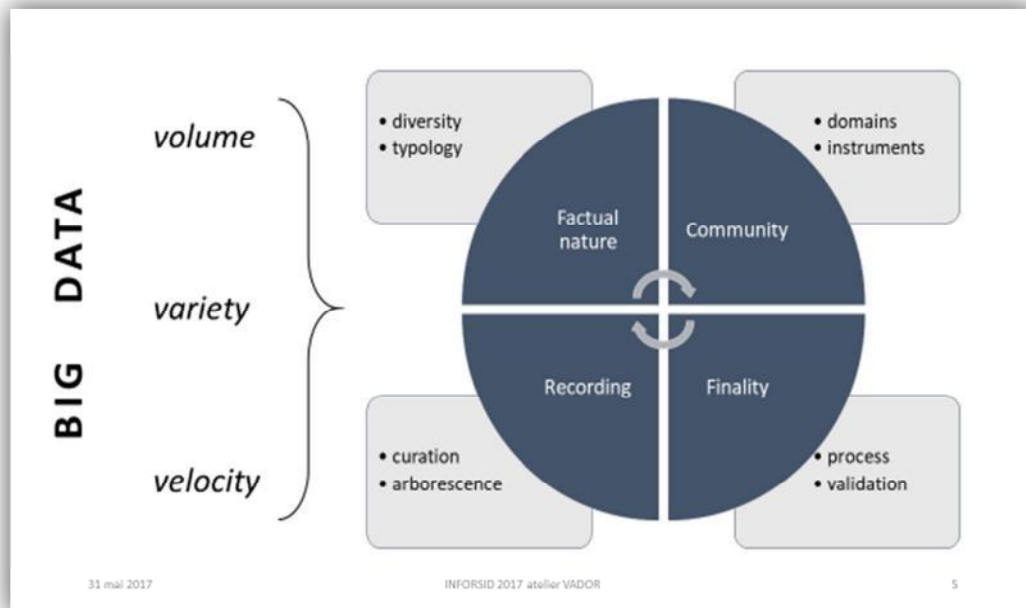 BIG DATA
volume
variety
velocity
• diversity
• typology
• domains
• instruments
Factual
nature
Community
Recording
Finality
• curation
• arborescence
• process
• validation
31 mai 2017
INFORSID 2017 atelier VADOR
5